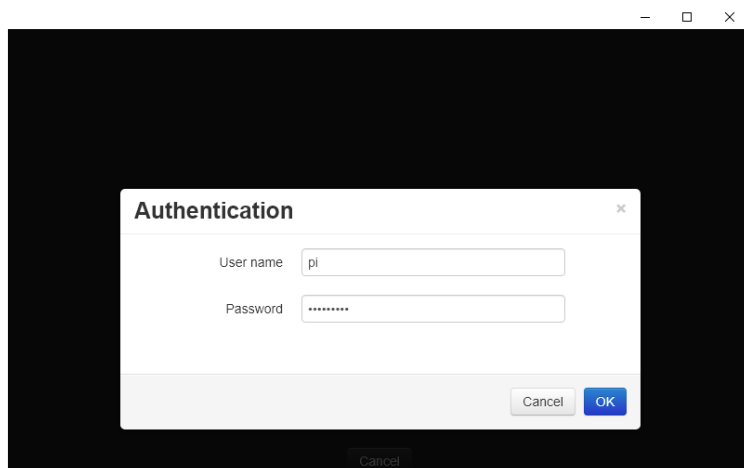 Authentication
User name pi
Password •••••••••
Cancel OK
Cancel